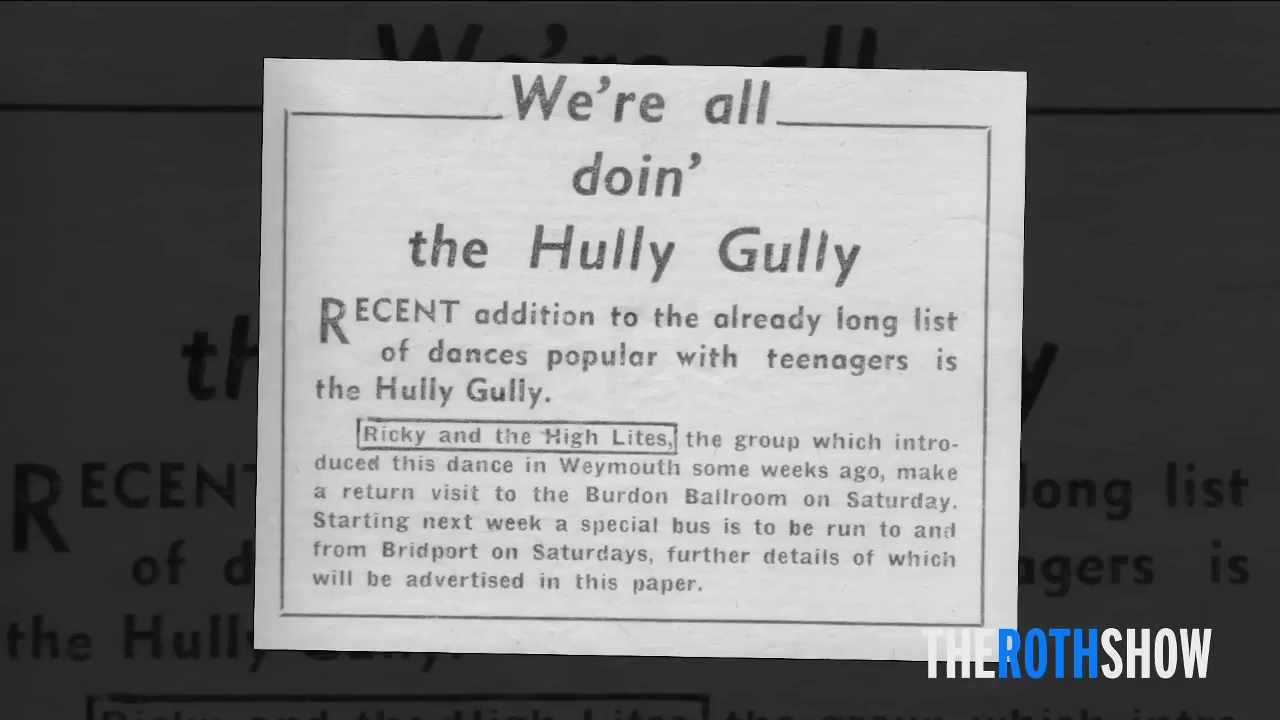 We're all
doin'
the Hully Gully
RECENT addition to the already long list
of dances popular with teenagers is
the Hully Gully.
Ricky and the High Lites, the group which intro-
duced this dance in Weymouth some weeks ago, make
a return visit to the Burdon Ballroom on Saturday.
Starting next week a special bus is to be run to and
from Bridport on Saturdays, further details of which
will be advertised in this paper.
THEROTHSHOW